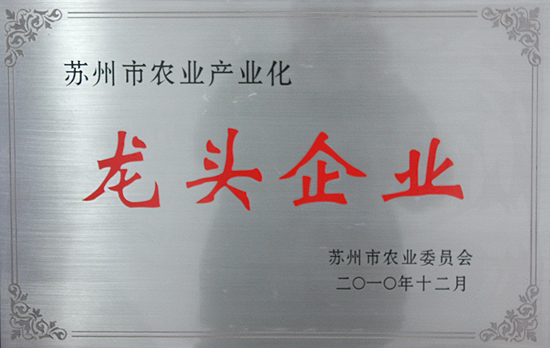 苏州市农业产业化
龙头企业
苏州市农业委员会
二〇一〇年十二月